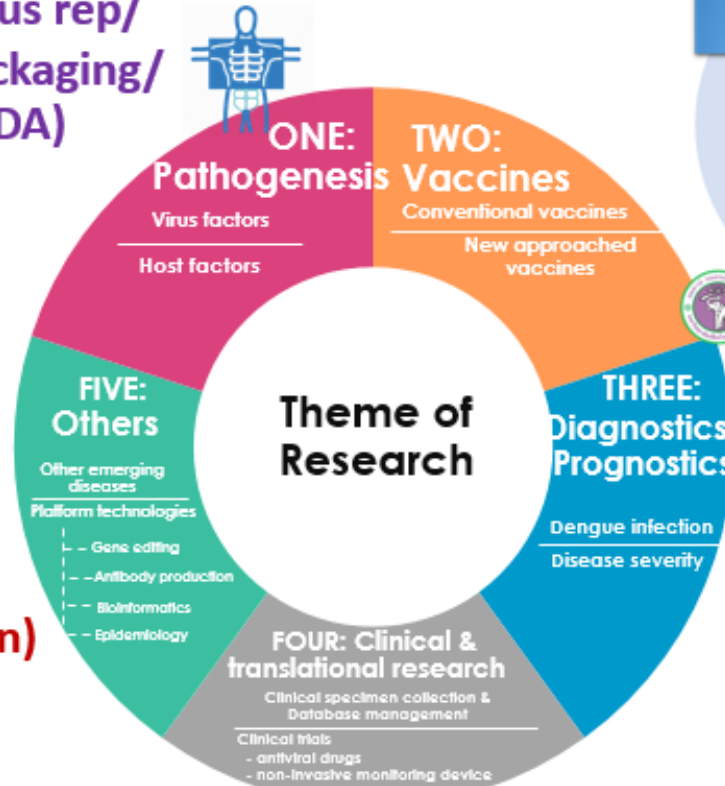 us rep/
ckaging/
DA)
ONE:
Pathogenesis
Virus factors
Host factors
TWO:
Vaccines
Conventional vaccines
New approached
vaccines
THREE:
Diagnostics
Prognostics
Dengue infection
Disease severity
FOUR: Clinical &
translational research
Clinical specimen collection &
Database management
Clinical trials
- antiviral drugs
- non-invasive monitoring device
FIVE:
Others
Other emerging
diseases
Platform technologies
- Gene editing
- Antibody production
- Bioinformatics
- Epidemiology
Theme of
Research
n)